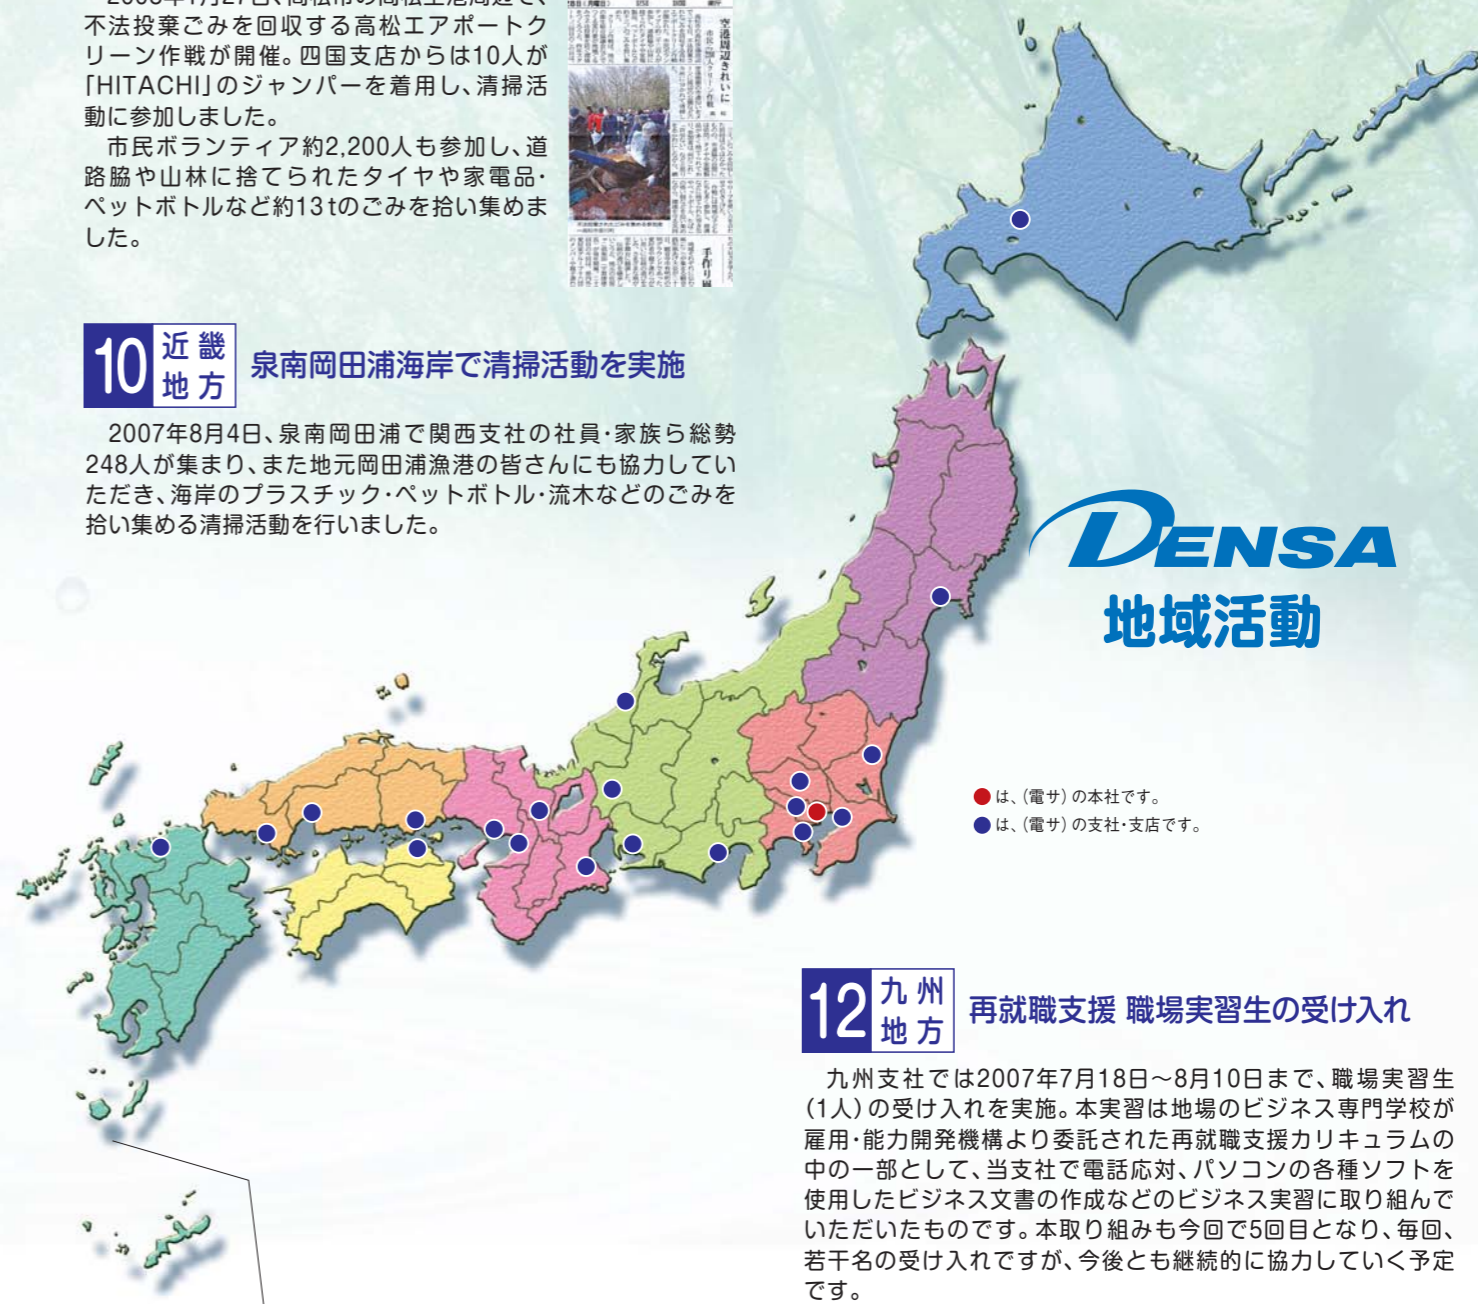 不法投棄ごみを回収する高松エアポートク
リーン作戦が開催。四国支店からは10人が
「HITACHI」のジャンパーを着用し、清掃活
動に参加しました。
市民ボランティア約2,200人も参加し、道
路脇や山林に捨てられたタイヤや家電品・
ペットボトルなど約13tのごみを拾い集めま
した。
空港周辺きれいに
手作り
10 近畿地方 泉南岡田浦海岸で清掃活動を実施
2007年8月4日、泉南岡田浦で関西支社の社員・家族ら総勢
248人が集まり、また地元岡田浦漁港の皆さんにも協力してい
ただき、海岸のプラスチック・ペットボトル・流木などのごみを
拾い集める清掃活動を行いました。
DENSA
地域活動
●は、(電サ)の本社です。
●は、(電サ)の支社・支店です。
12 九州地方 再就職支援 職場実習生の受け入れ
九州支社では2007年7月18日～8月10日まで、職場実習生
(1人)の受け入れを実施。本実習は地場のビジネス専門学校が
雇用・能力開発機構より委託された再就職支援カリキュラムの
中の一部として、当支社で電話応対、パソコンの各種ソフトを
使用したビジネス文書の作成などのビジネス実習に取り組んで
いただいたものです。本取り組みも今回で5回目となり、毎回、
若干名の受け入れですが、今後とも継続的に協力していく予定
です。